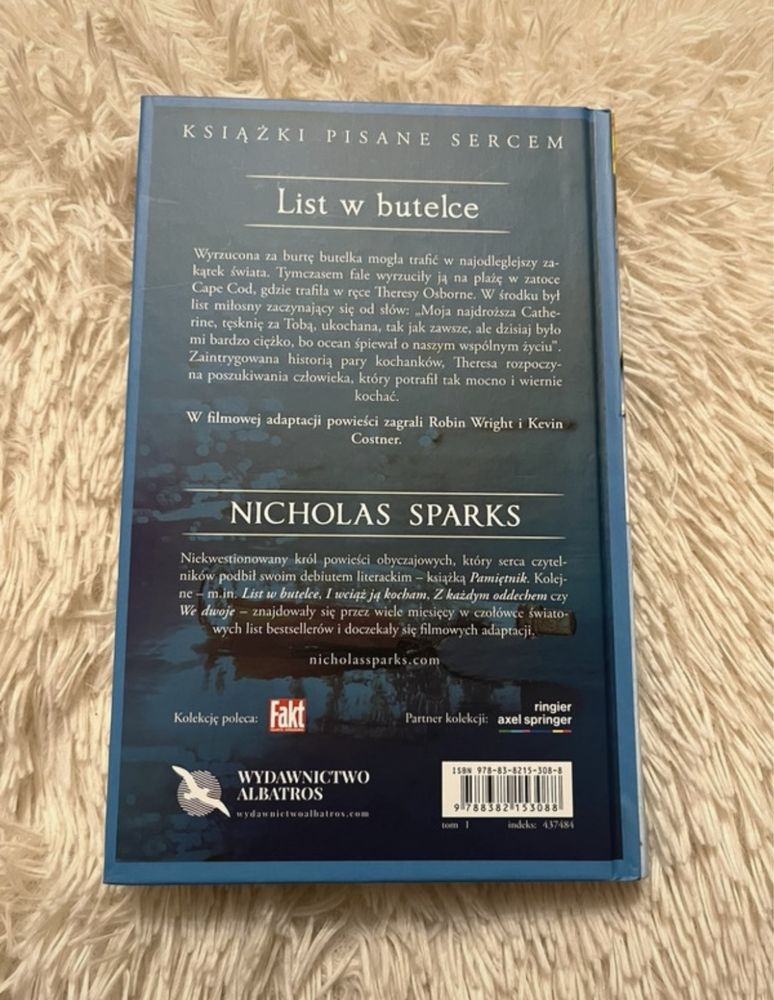 KSIĄŻKI PISANE SERCEM
List w butelce
Wyrzucona za burtę butelka mogła trafić w najodleglejszy za-
kątek świata. Tymczasem fale wyrzuciły ją na plażę w zatoce
Cape Cod, gdzie trafiła w ręce Theresy Osborne. W środku był
list miłosny zaczynający się od słów: „Moja najdroższa Cathe-
rine, tęsknię za Tobą, ukochana, tak jak zawsze, ale dzisiaj było
mi bardzo ciężko, bo ocean śpiewał o naszym wspólnym życiu”.
Zaintrygowana historią pary kochanków, Theresa rozpoczy-
na poszukiwania człowieka, który potrafił tak mocno i wiernie
kochać.
W filmowej adaptacji powieści zagrali Robin Wright i Kevin
Costner.
NICHOLAS SPARKS
Niekwestionowany król powieści obyczajowych, który serca czytel-
ników podbił swoim debiutem literackim – książką Pamiętnik. Kolej-
ne – m.in. List w butelce, I wciąż ją kocham, Z każdym oddechem czy
We dwoje – znajdowały się przez wiele miesięcy w czołówce świato-
wych list bestsellerów i doczekały się filmowych adaptacji.
nicholassparks.com
Kolekcję poleca: Fakt
Partner kolekcji: ringier
axel springer
WYDAWNICTWO
ALBATROS
wydawnictwoalbatros.com
ISBN 978-83-8215-308-8
9 788382 153088
tom 1 indeks: 437484